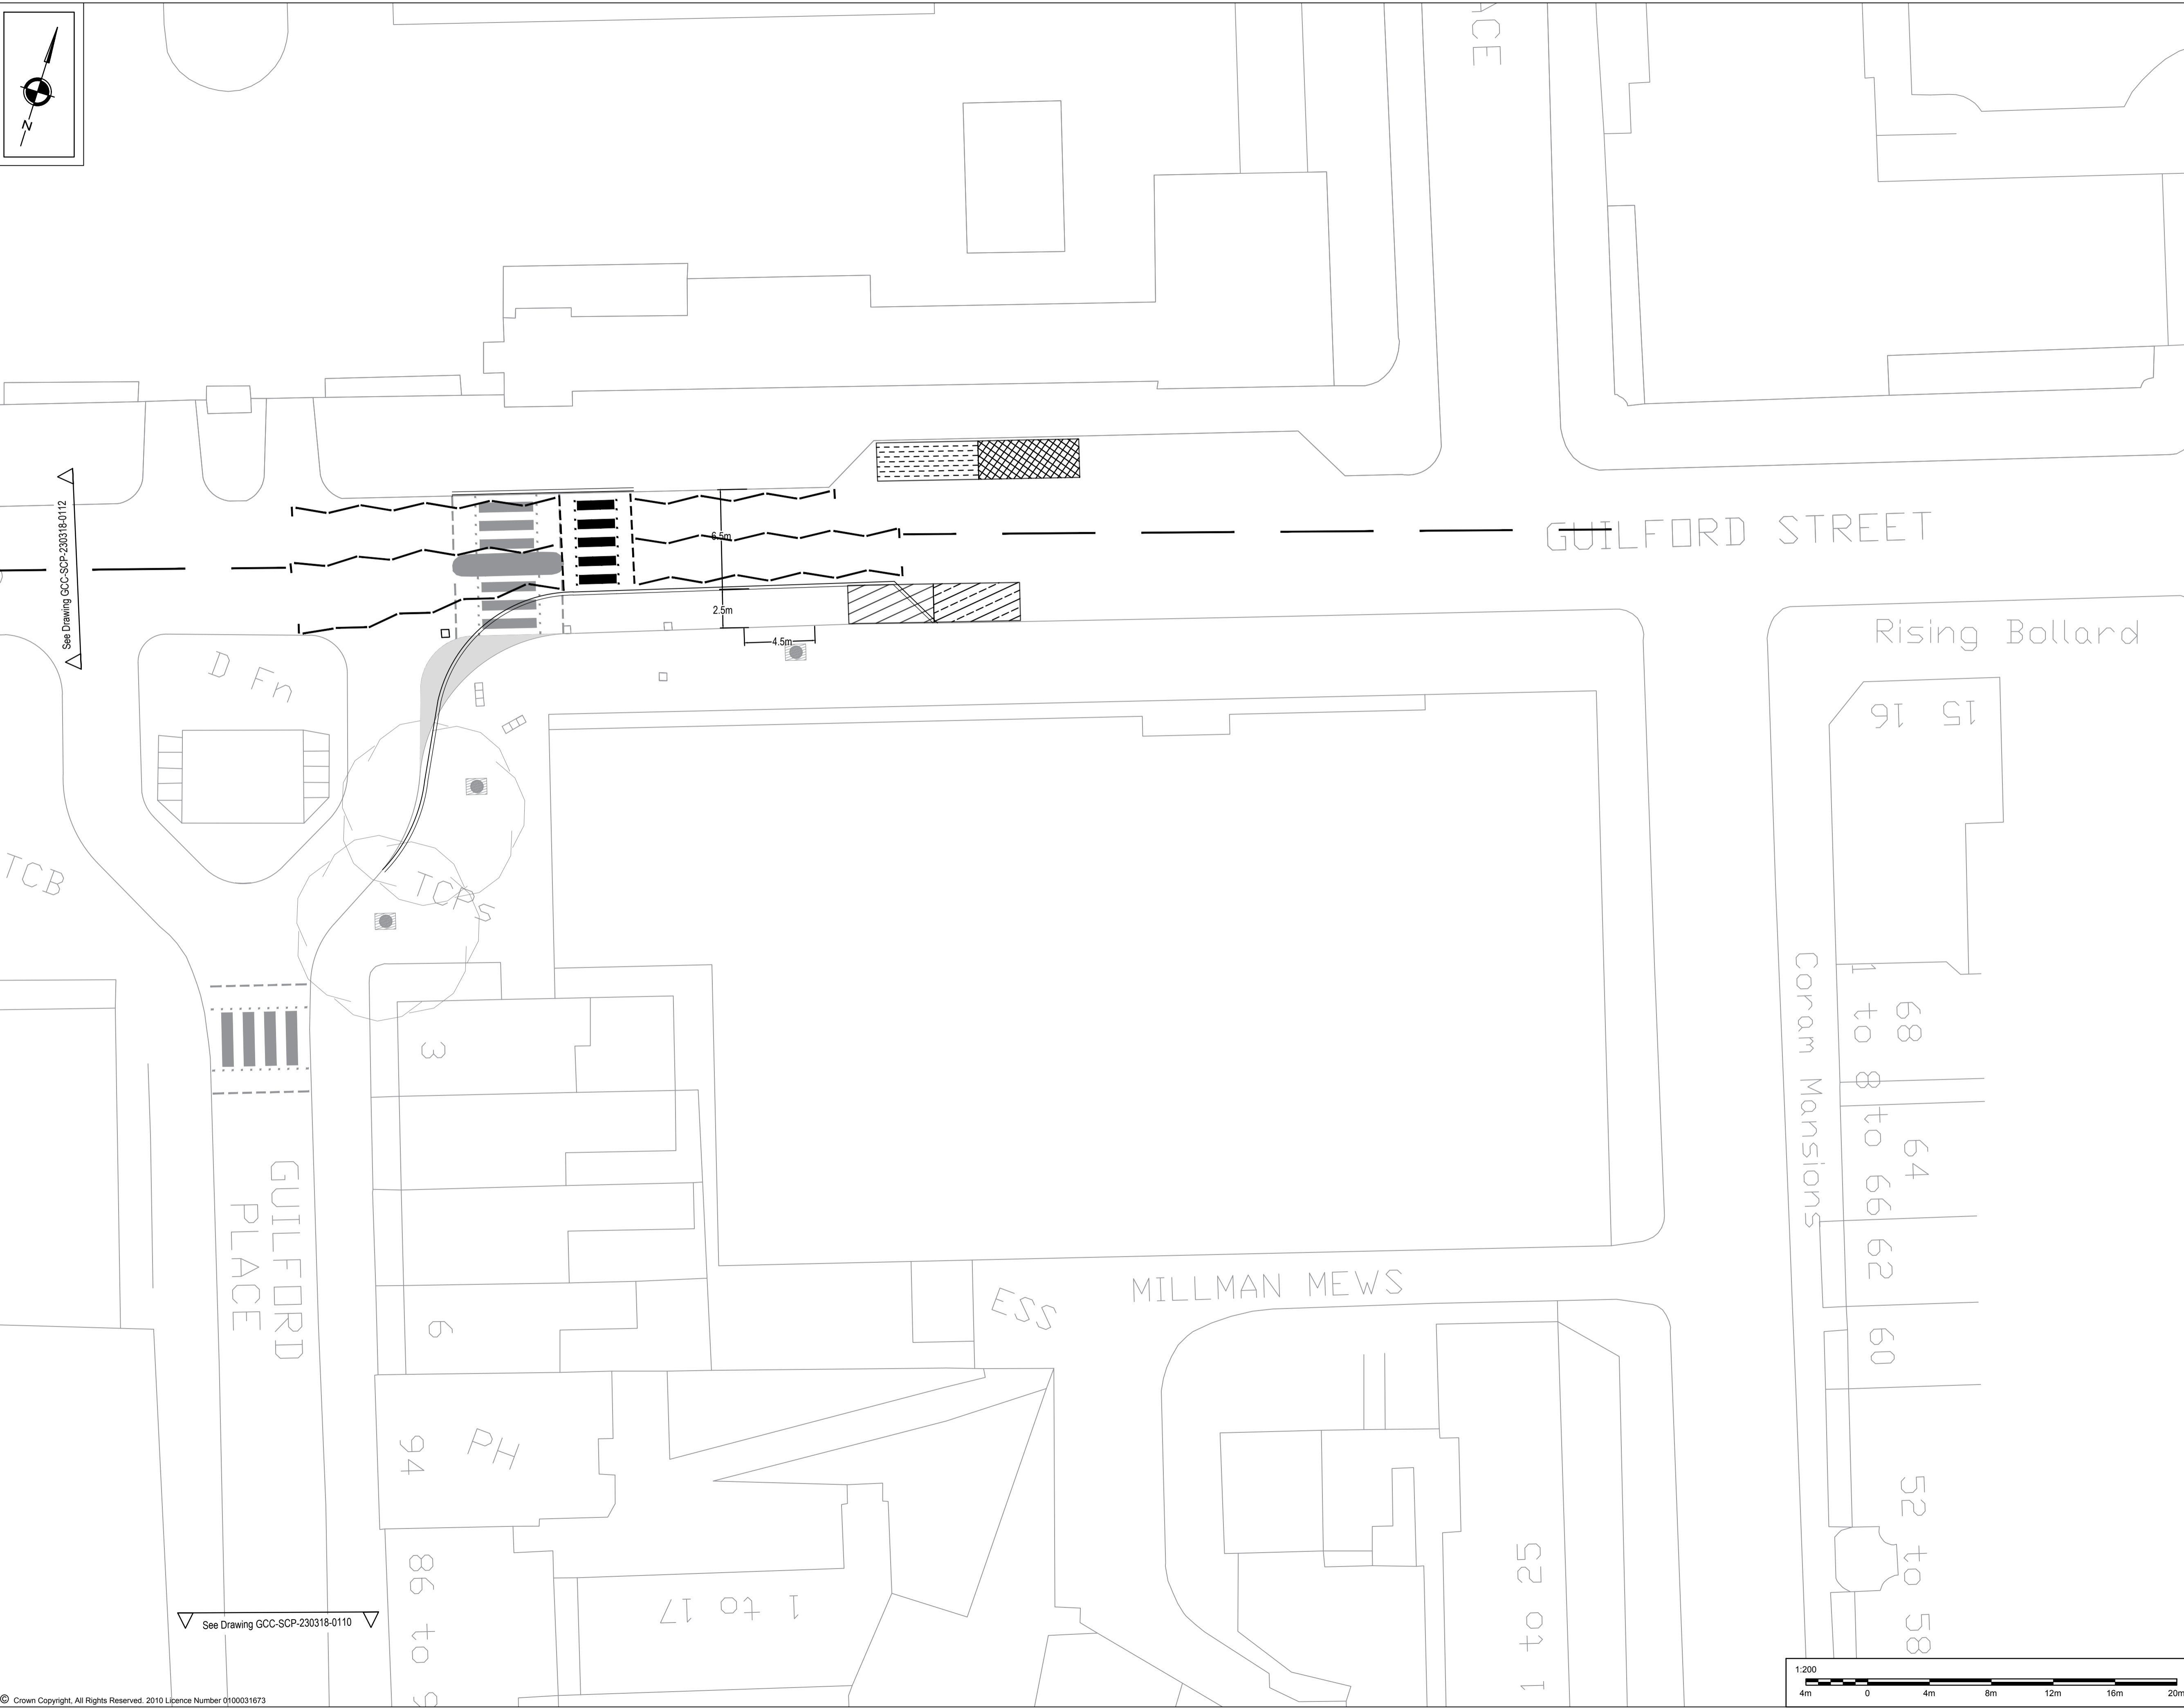 N
See Drawing GCC-SCP-230318-0112
6.5m
2.5m
4.5m
GUILFORD STREET
Rising Bollard
D Fn
TCB
TCPs
16
15
Coram Mansions
1 to 8
68
to 66
64
62
60
52 to 58
3
6
GUILFORD
PLACE
MILLMAN MEWS
ESS
94
PH
86 to
1 to 17
1 to 25
See Drawing GCC-SCP-230318-0110
© Crown Copyright, All Rights Reserved. 2010 Licence Number 0100031673
1:200
4m 0 4m 8m 12m 16m 20m